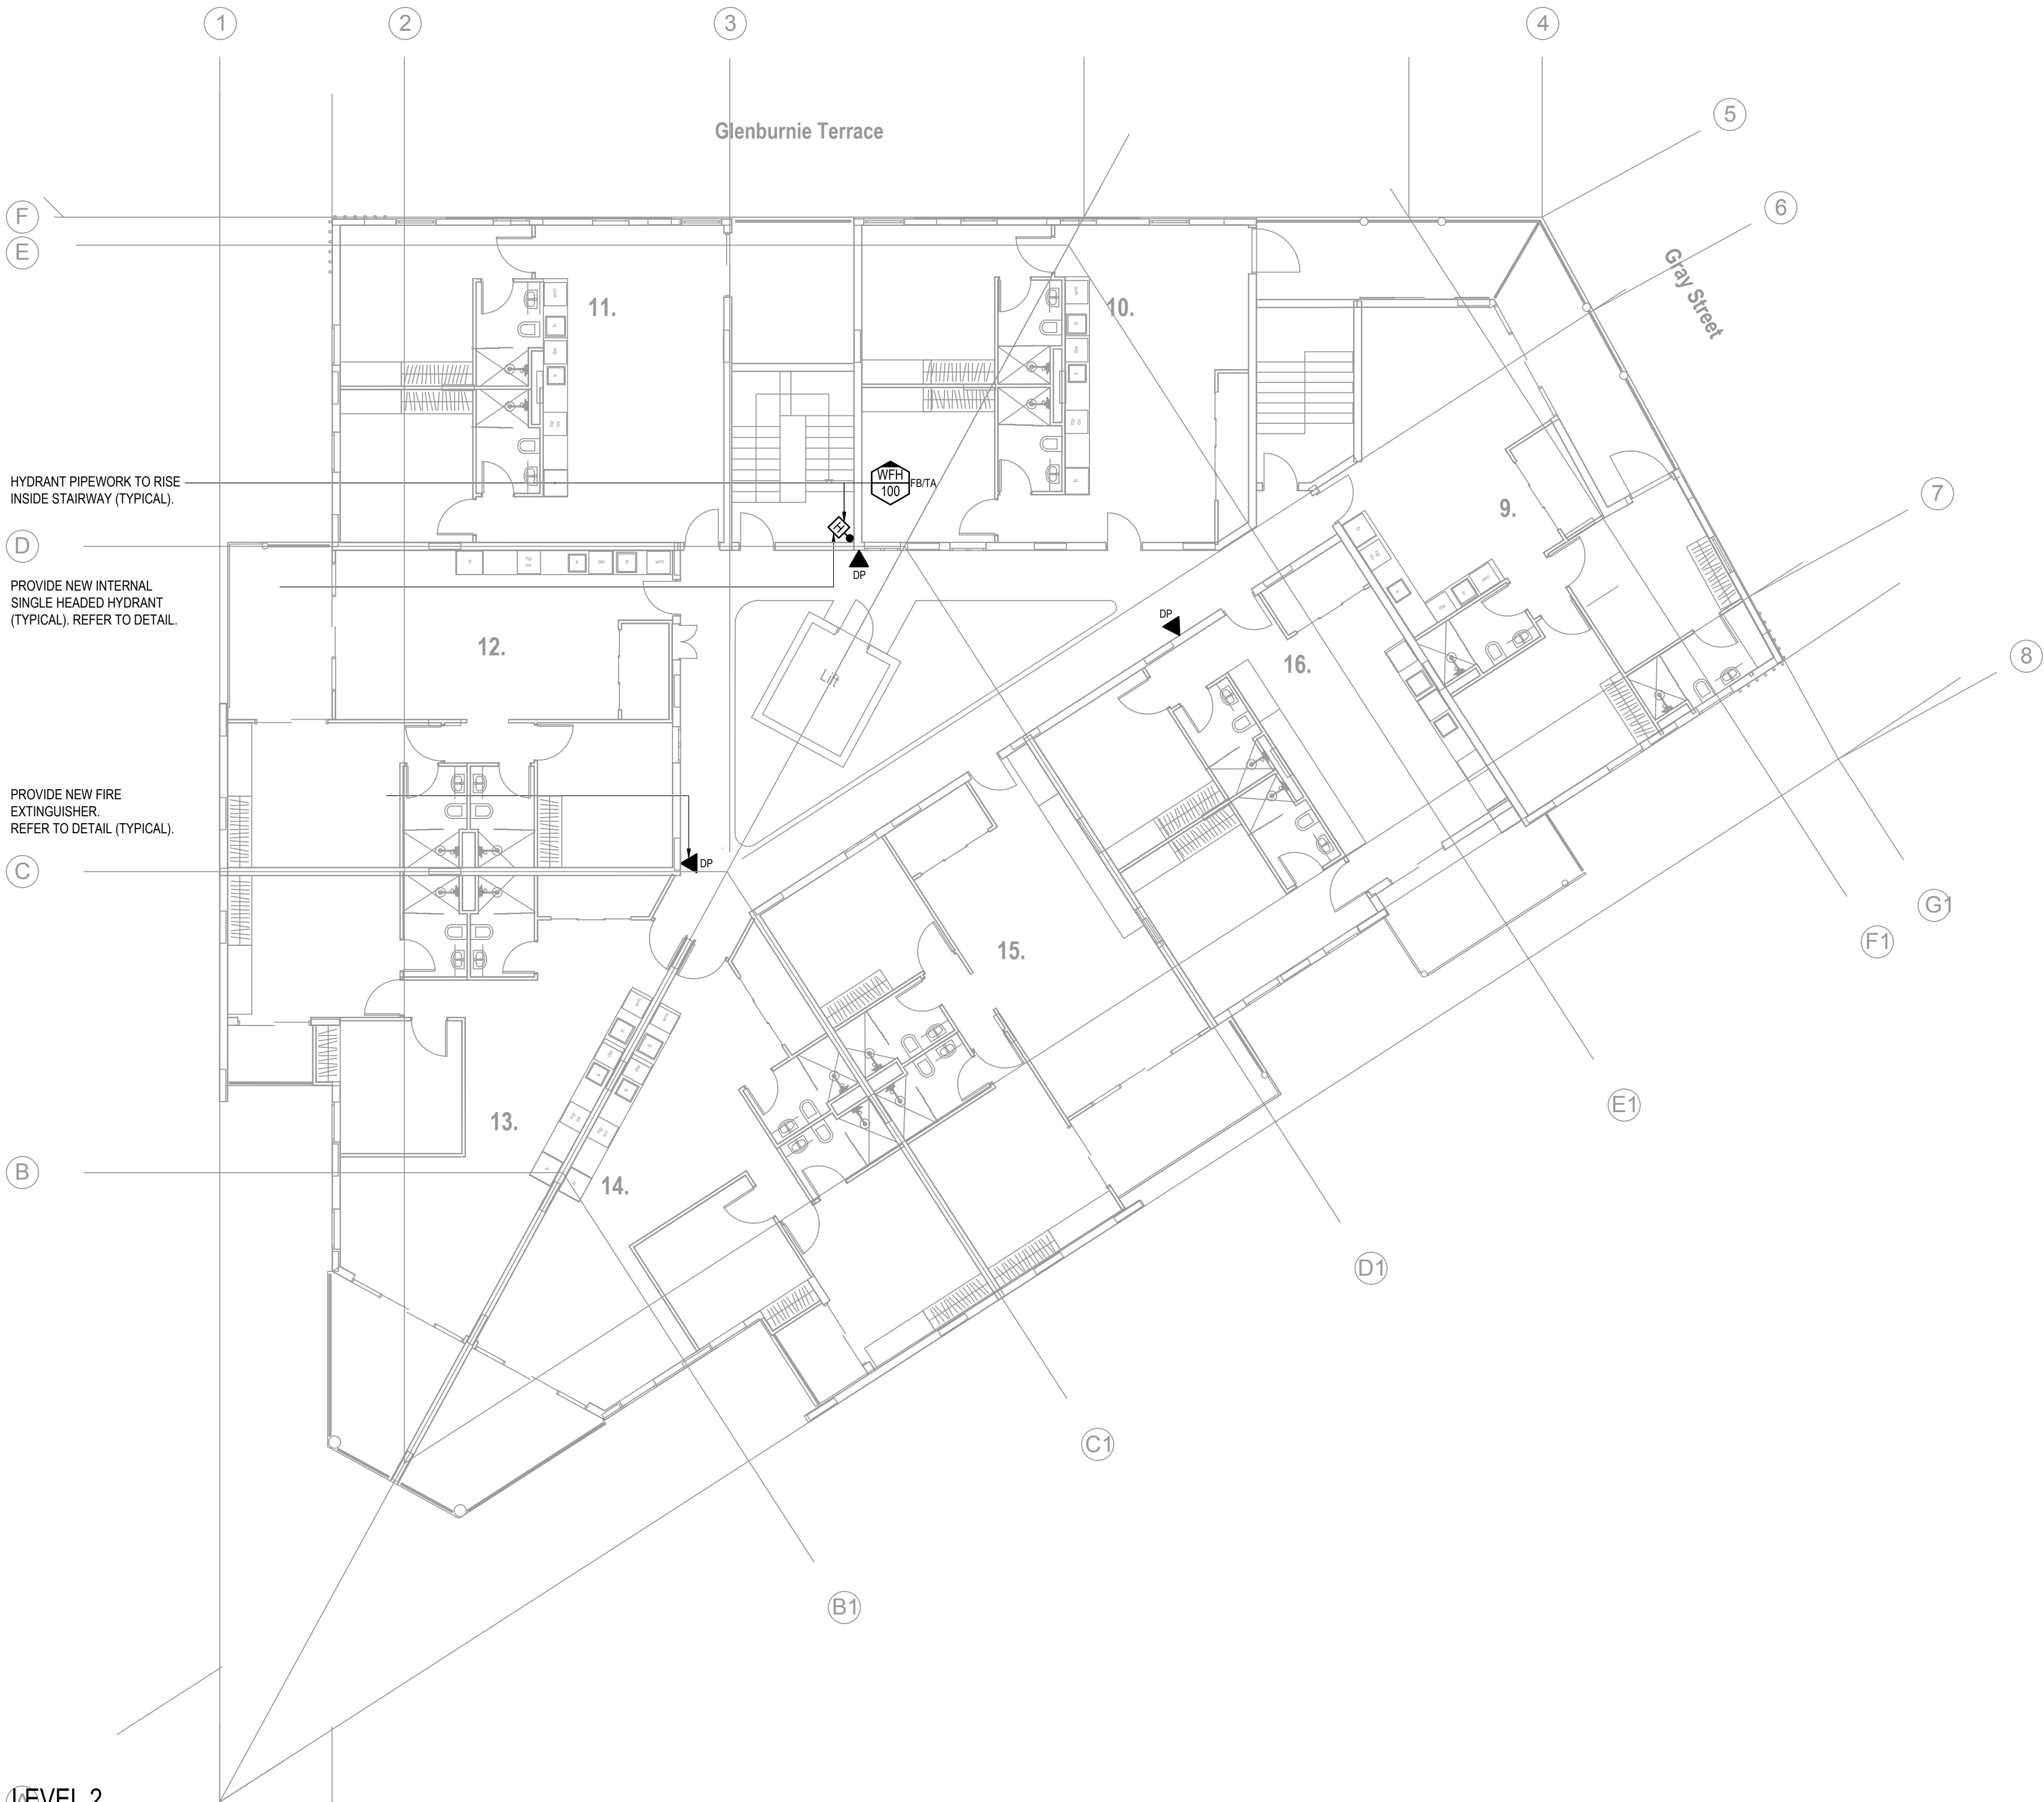 1
2
3
4
5
Glenburnie Terrace
6
F
E
Gray Street
11.
10.
HYDRANT PIPEWORK TO RISE
INSIDE STAIRWAY (TYPICAL).
WFH
100
FB/TA
7
9.
H
D
DP
PROVIDE NEW INTERNAL
SINGLE HEADED HYDRANT
(TYPICAL). REFER TO DETAIL.
DP
12.
Lift
16.
8
PROVIDE NEW FIRE
EXTINGUISHER.
REFER TO DETAIL (TYPICAL).
DP
C
G1
F1
15.
E1
13.
B
14.
D1
C1
B1
A
LEVEL 2